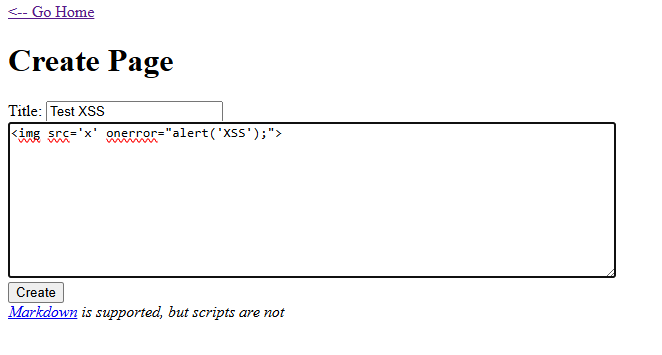 <-- Go Home
Create Page
Title: Test XSS
<img src='x' onerror="alert('XSS');">
Create
Markdown is supported, but scripts are not